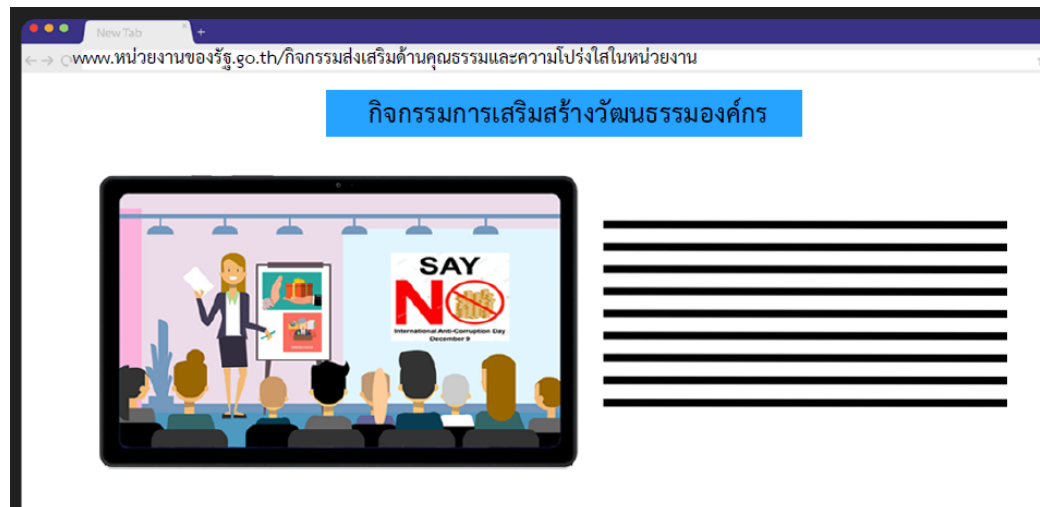 New Tab
www.หน่วยงานของรัฐ.go.th/กิจกรรมส่งเสริมด้านคุณธรรมและความโปร่งใสในหน่วยงาน
กิจกรรมการเสริมสร้างวัฒนธรรมองค์กร
SAY
NO
International Anti-Corruption Day
December 9